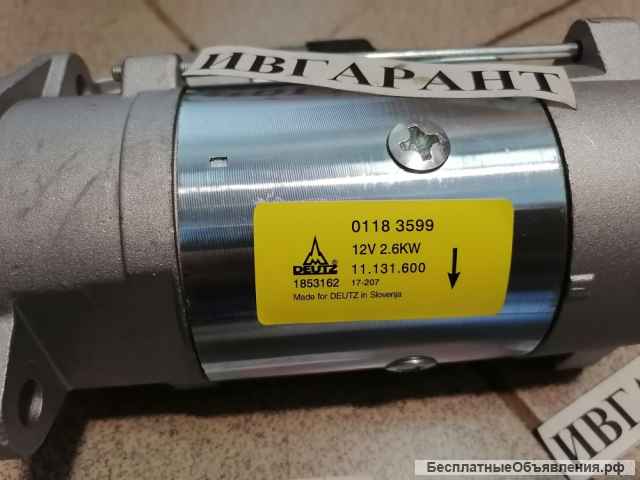 ИВГАРАНТ
0118 3599
12V 2.6KW
DEUTZ®
11.131.600
1853162 17-207
Made for DEUTZ in Slovenija
ИВГАРАНТ
БесплатныеОбъявления.рф